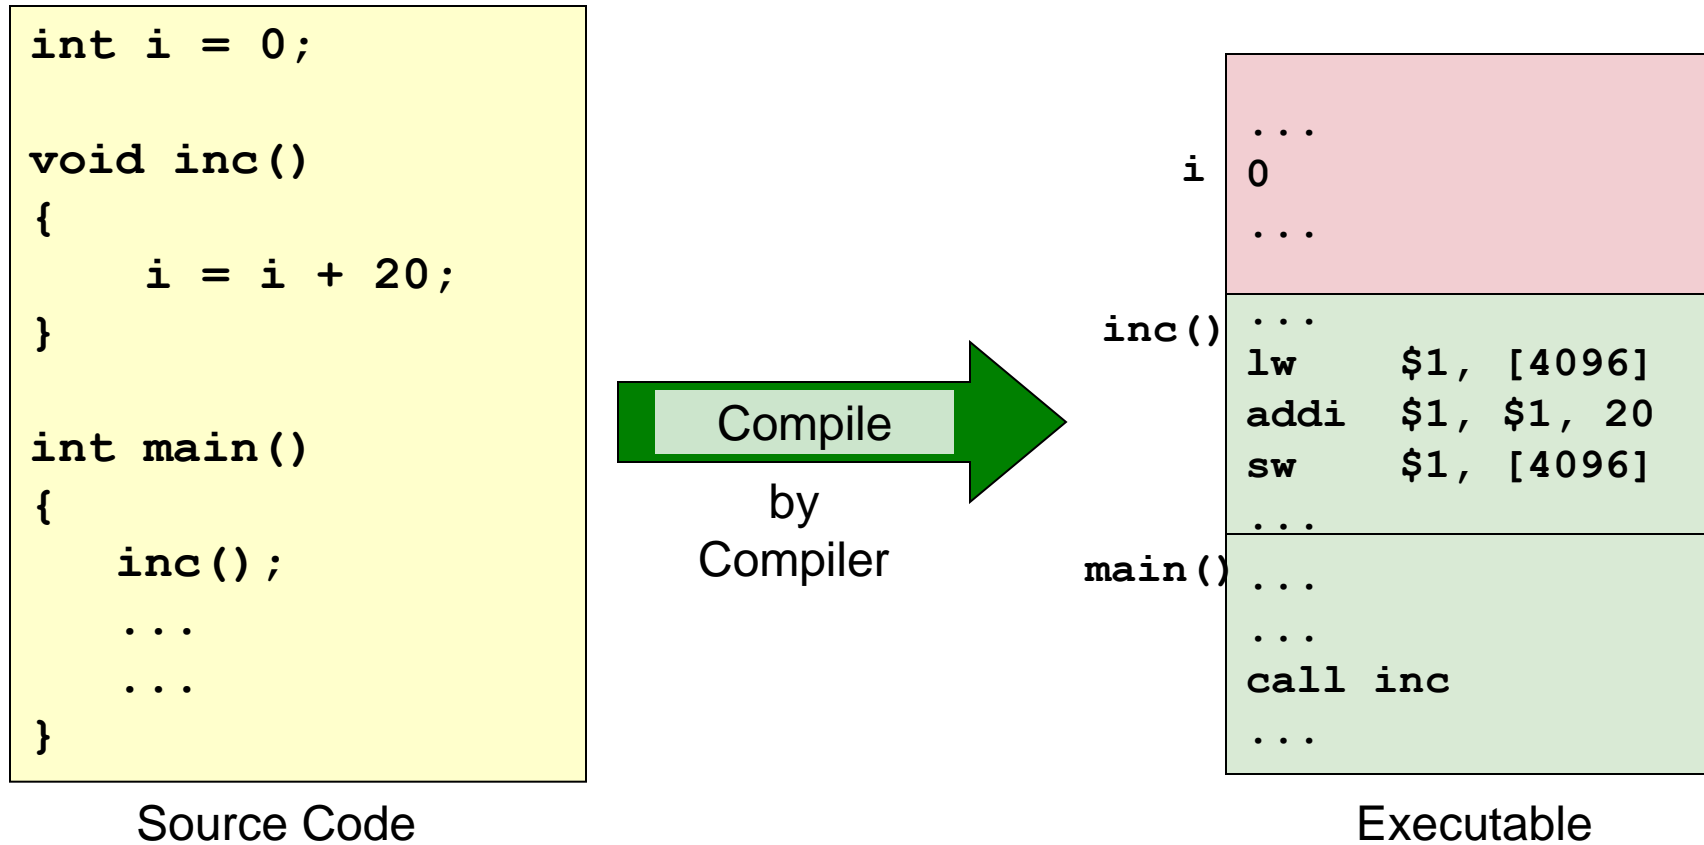 int i = 0;
void inc()
{
    i = i + 20;
}
int main()
{
   inc();
   ...
   ...
}
Source Code
Compile
by
Compiler
...
i 0
...
inc() ...
lw    $1, [4096]
addi  $1, $1, 20
sw    $1, [4096]
...
main() ...
...
call inc
...
Executable